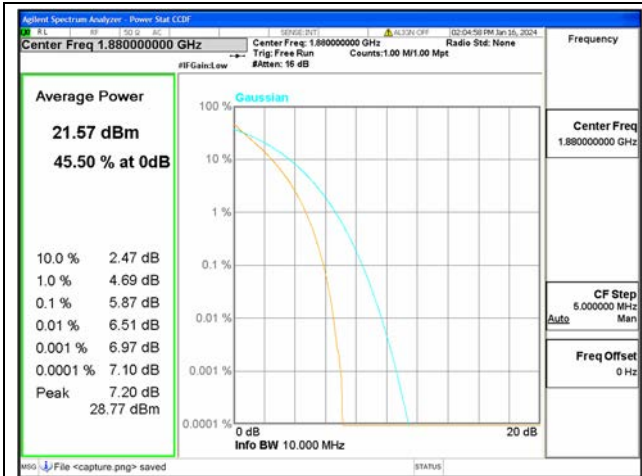 Agilent Spectrum Analyzer - Power Stat CCDF
RL RF 50 Ω AC SENSE:INT ALIGN OFF 02:04:58 PM Jan 16, 2024
Center Freq 1.880000000 GHz
Center Freq: 1.880000000 GHz Radio Std: None
Trig: Free Run Counts:1.00 M/1.00 Mpt
#IFGain:Low #Atten: 16 dB
Frequency
Average Power
21.57 dBm
45.50 % at 0dB
10.0 % 2.47 dB
1.0 % 4.69 dB
0.1 % 5.87 dB
0.01 % 6.51 dB
0.001 % 6.97 dB
0.0001 % 7.10 dB
Peak 7.20 dB
28.77 dBm
Gaussian
100 %
10 %
1 %
0.1 %
0.01 %
0.001 %
0.0001 %
0 dB 20 dB
Info BW 10.000 MHz
Center Freq
1.880000000 GHz
CF Step
5.000000 MHz
Auto Man
Freq Offset
0 Hz
MSG File <capture.png> saved STATUS